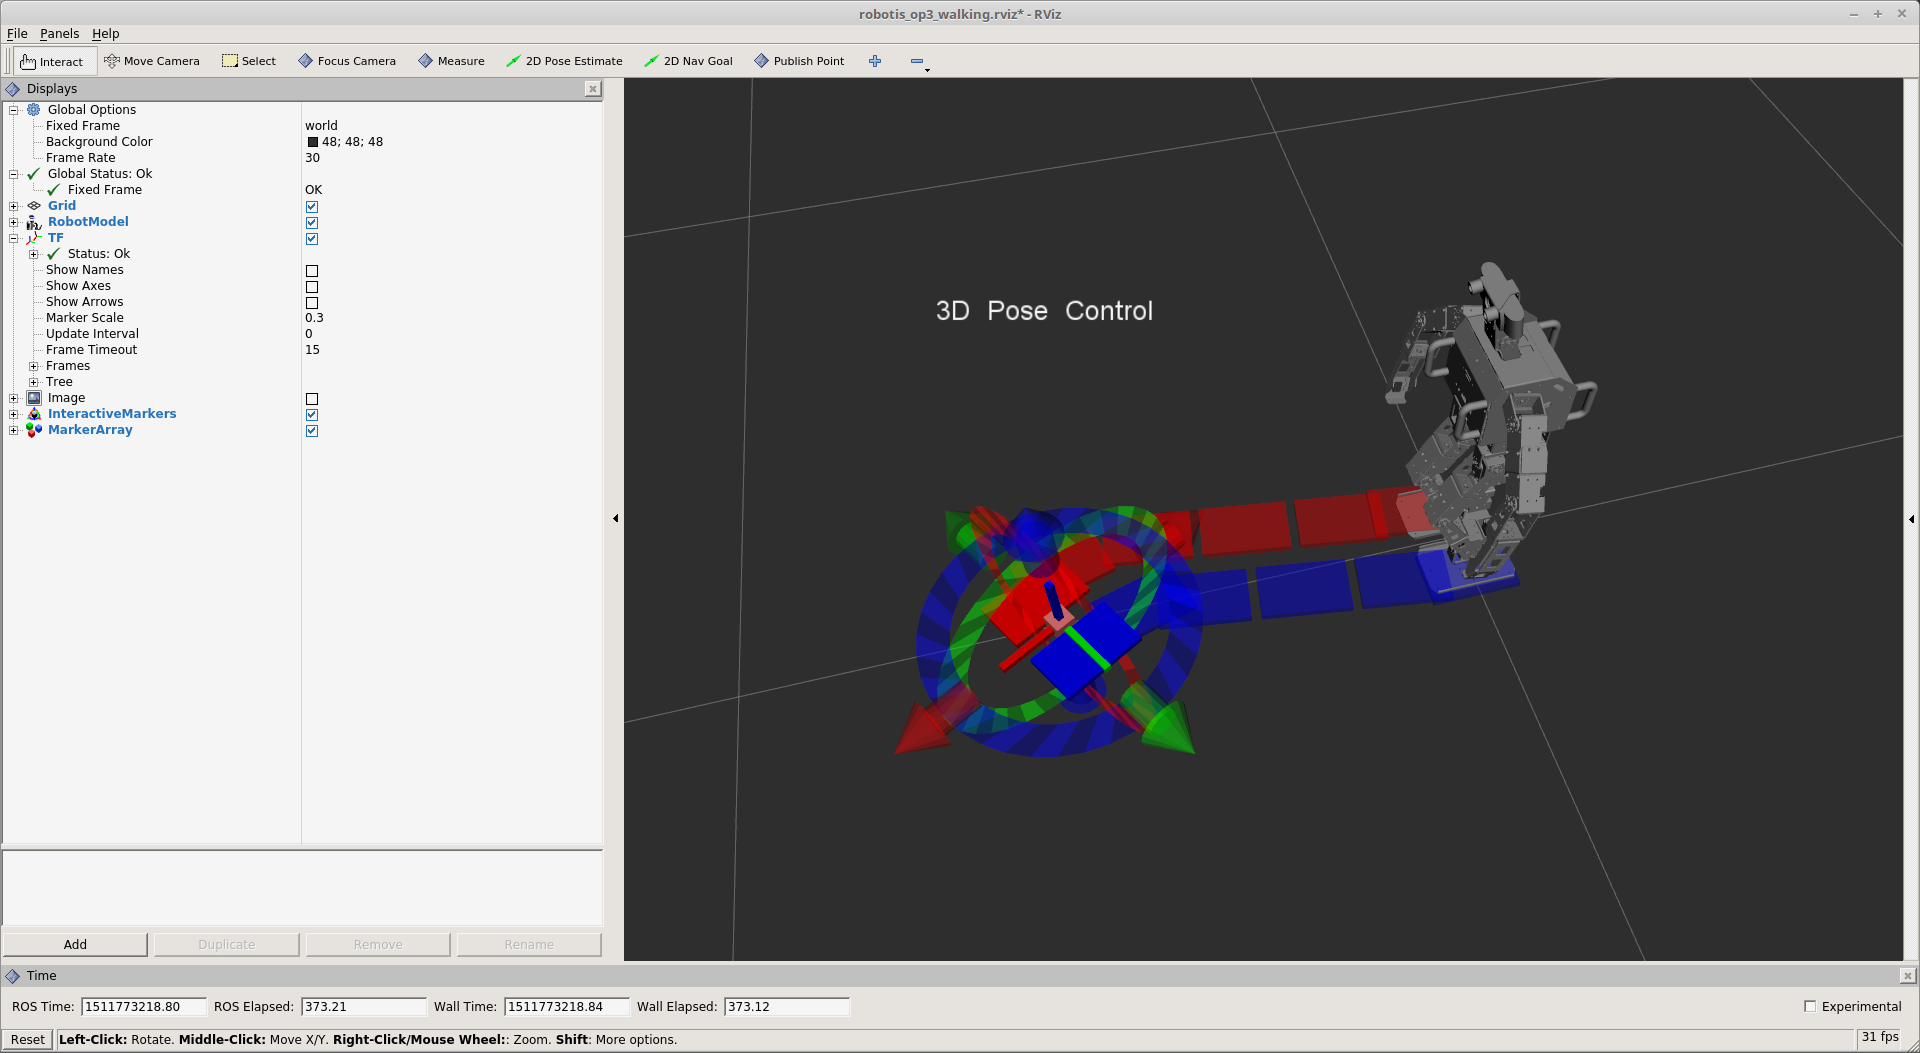 robotis_op3_walking.rviz* - RViz
File Panels Help
Interact Move Camera Select Focus Camera Measure 2D Pose Estimate 2D Nav Goal Publish Point
Displays
Global Options
Fixed Frame world
Background Color 48; 48; 48
Frame Rate 30
Global Status: Ok
Fixed Frame OK
Grid
RobotModel
TF
Status: Ok
Show Names
Show Axes
Show Arrows
Marker Scale 0.3
Update Interval 0
Frame Timeout 15
Frames
Tree
Image
InteractiveMarkers
MarkerArray
3D Pose Control
Add Duplicate Remove Rename
Time
ROS Time: 1511773218.80 ROS Elapsed: 373.21 Wall Time: 1511773218.84 Wall Elapsed: 373.12 Experimental
Reset Left-Click: Rotate. Middle-Click: Move X/Y. Right-Click/Mouse Wheel:: Zoom. Shift: More options. 31 fps